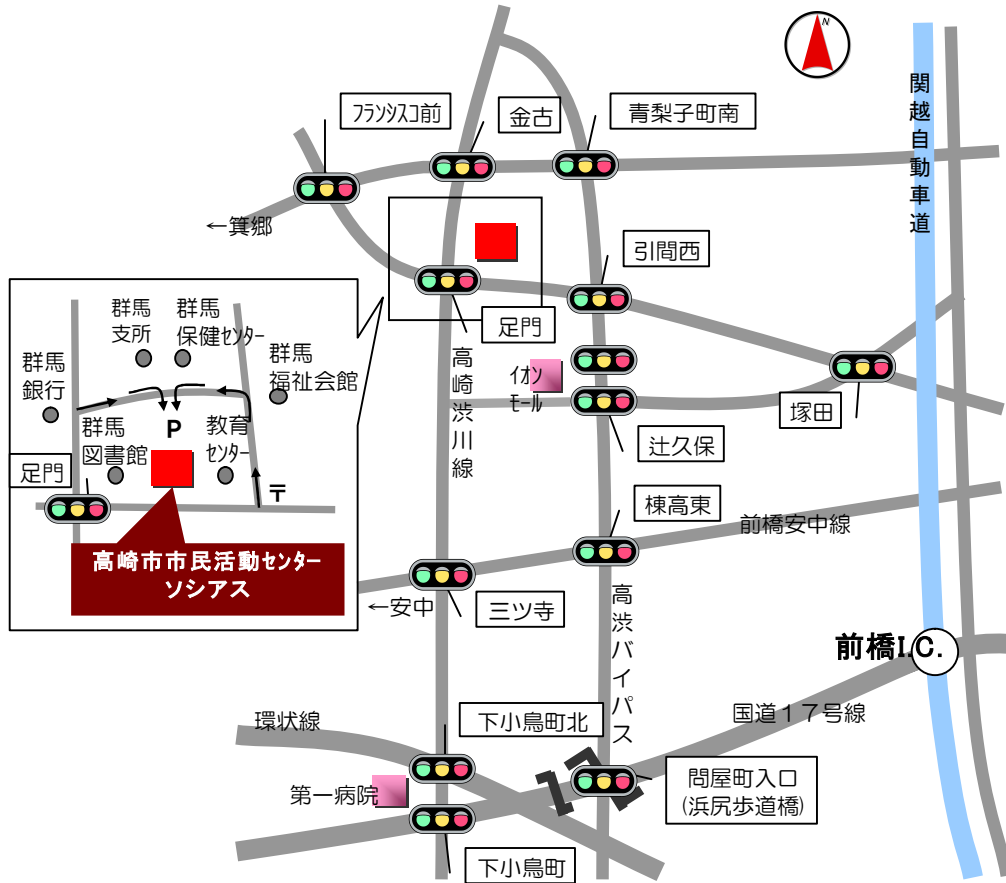 N
関越自動車道
フランシスコ前
金古
青梨子町南
←箕郷
引間西
足門
高崎渋川線
イオン
モール
塚田
辻久保
棟高東
前橋安中線
群馬
支所
群馬
保健センター
群馬
福祉会館
群馬
銀行
P
群馬
図書館
教育
センター
足門
〒
高崎市市民活動センター
ソシアス
←安中
三ツ寺
高渋バイパス
前橋I.C.
環状線
下小鳥町北
国道17号線
第一病院
問屋町入口
(浜尻歩道橋)
下小鳥町